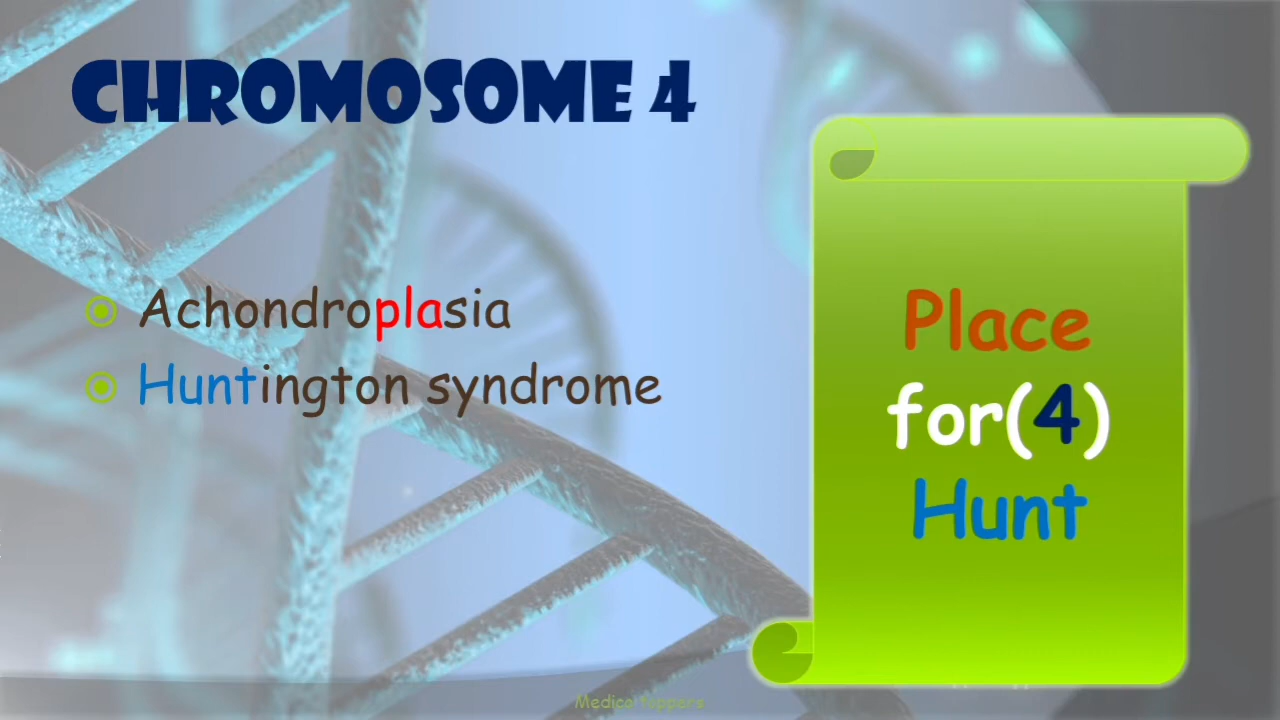 CHROMOSOME 4
Achondroplasia
Huntington syndrome
Place
for(4)
Hunt
Medical toppers